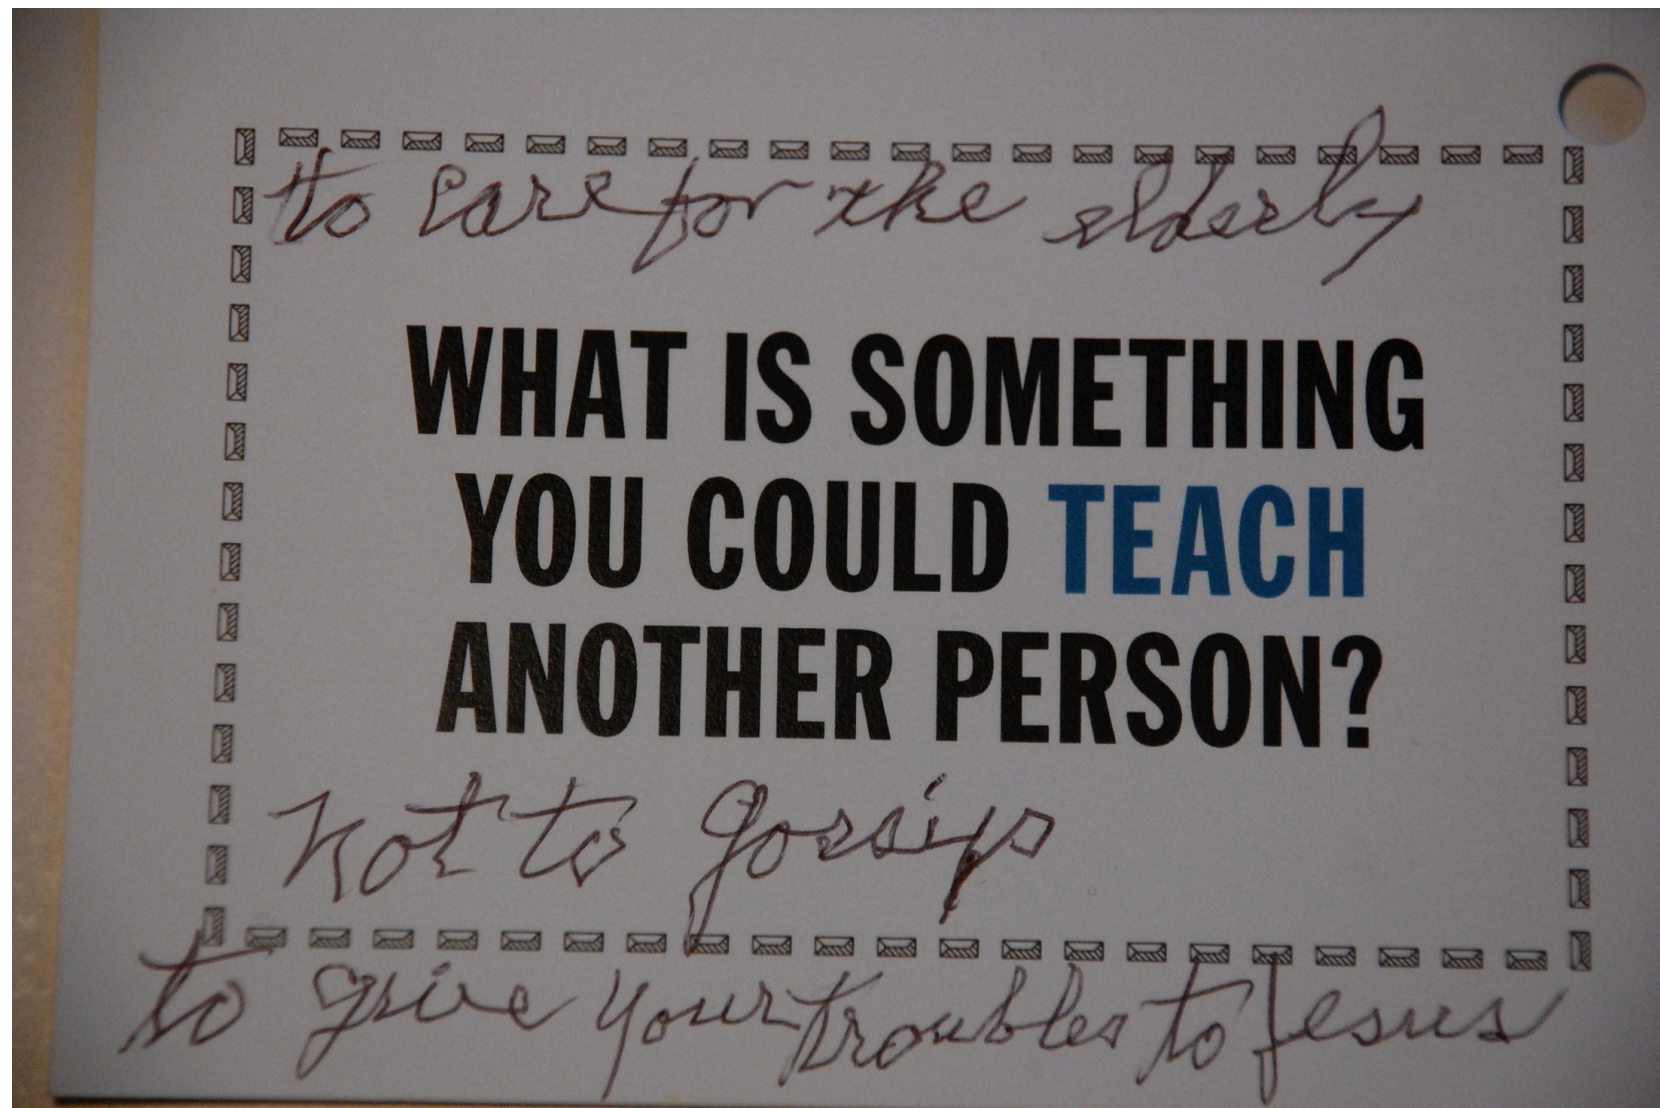 to care for the elderly
WHAT IS SOMETHING
YOU COULD TEACH
ANOTHER PERSON?
not to gossip
to give your troubles to Jesus